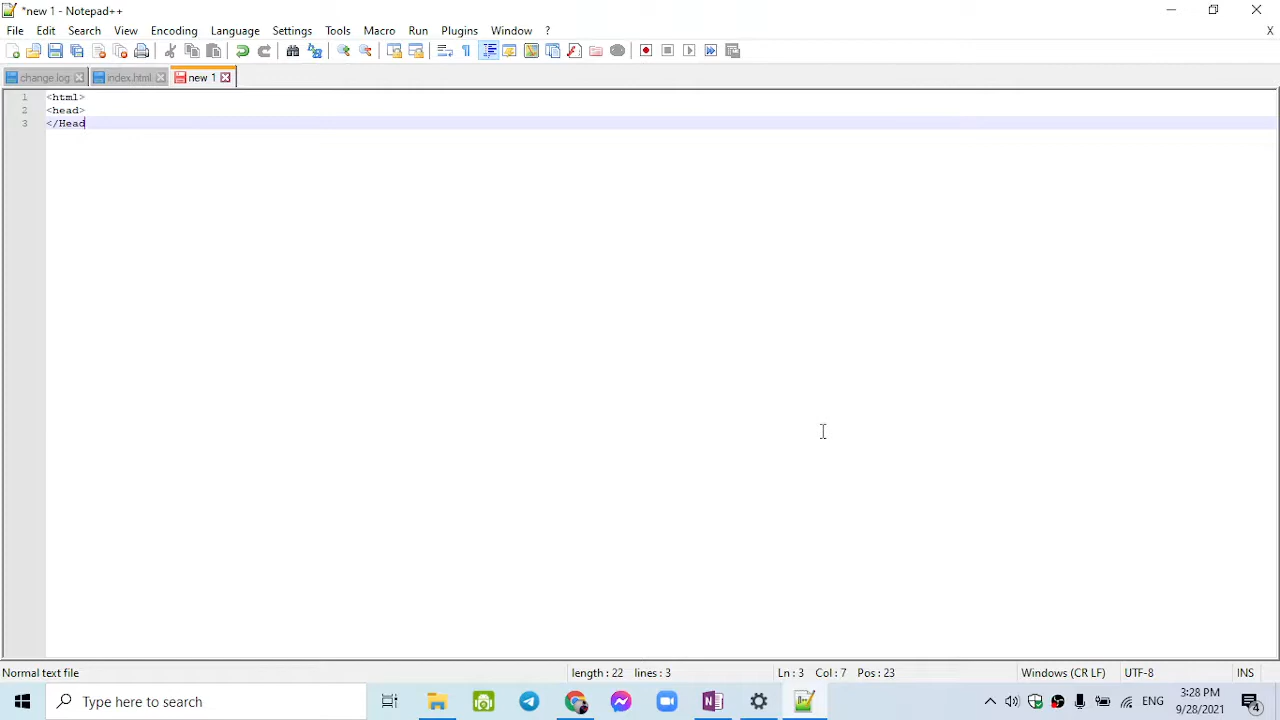 *new 1 - Notepad++
File Edit Search View Encoding Language Settings Tools Macro Run Plugins Window ? X
change.log index.html new 1
1 <html>
2 <head>
3 </Head
Normal text file length : 22 lines : 3 Ln : 3 Col : 7 Pos : 23 Windows (CR LF) UTF-8 INS
Type here to search ENG 3:28 PM
9/28/2021 4